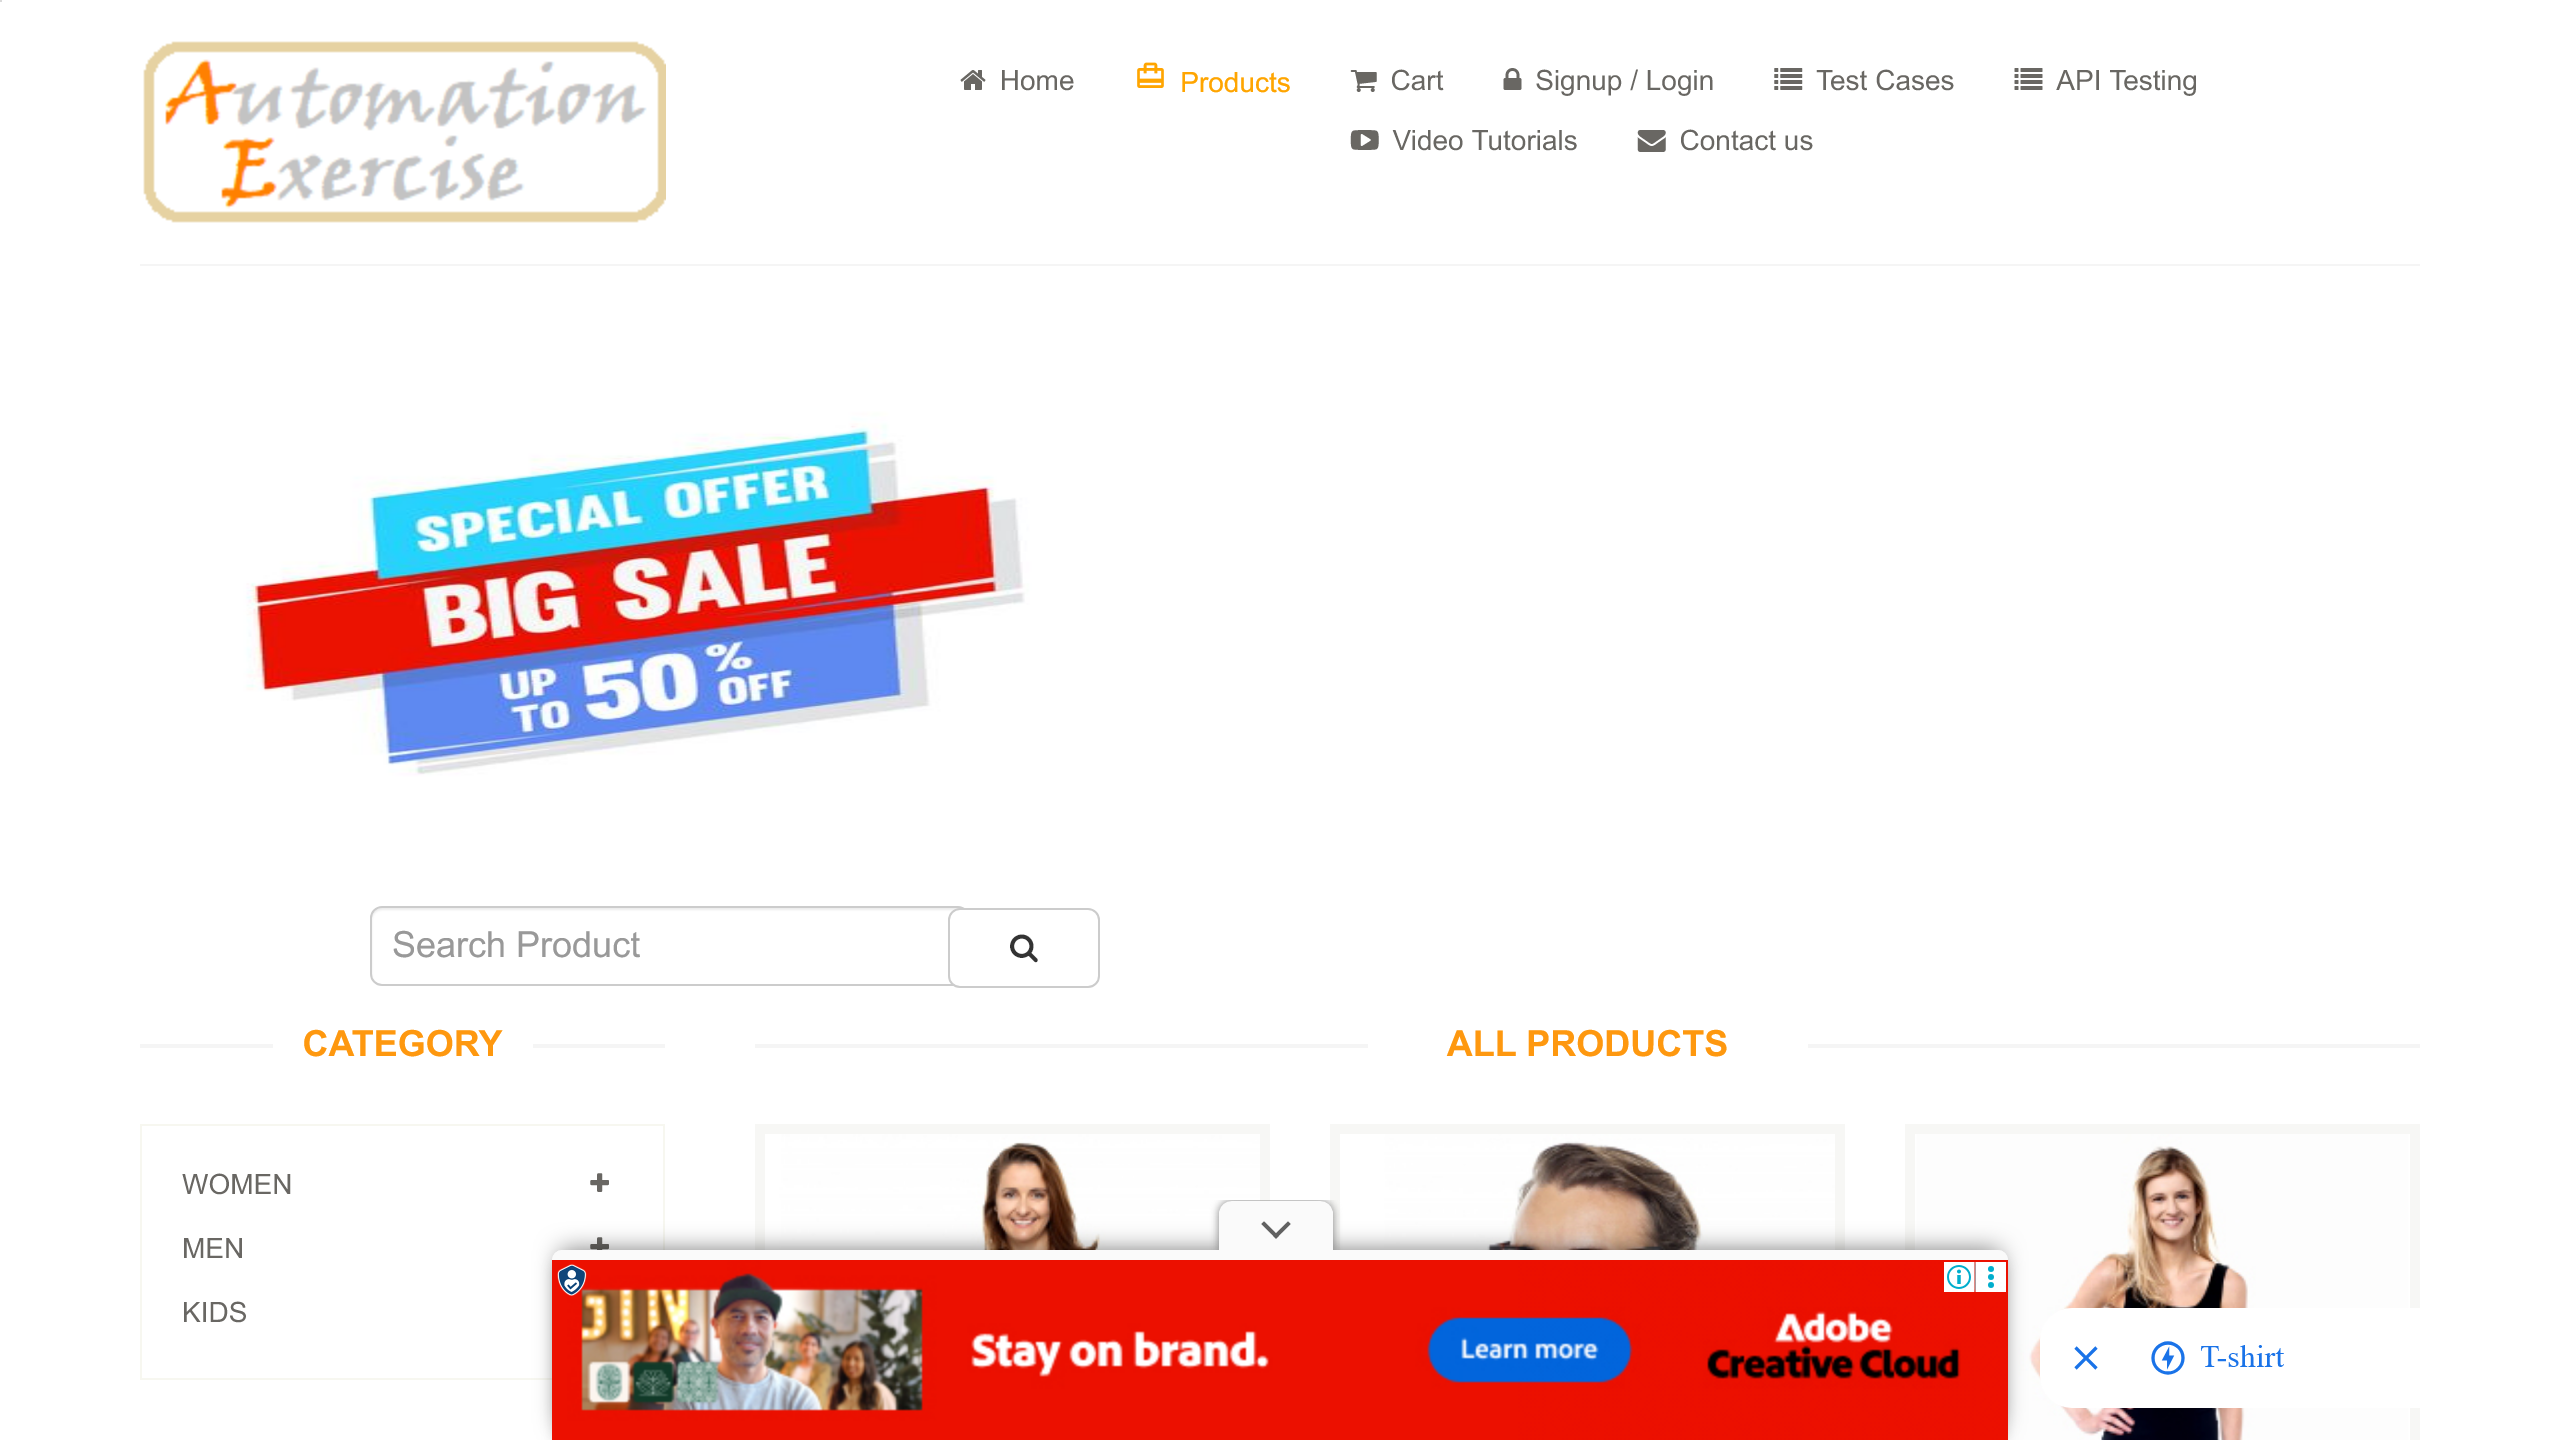 Automation
Exercise
Home
Products
Cart
Signup / Login
Test Cases
API Testing
Video Tutorials
Contact us
SPECIAL OFFER
BIG SALE
UP TO 50% OFF
Search Product
CATEGORY
ALL PRODUCTS
WOMEN
MEN
KIDS
Stay on brand.
Learn more
Adobe
Creative Cloud
T-shirt